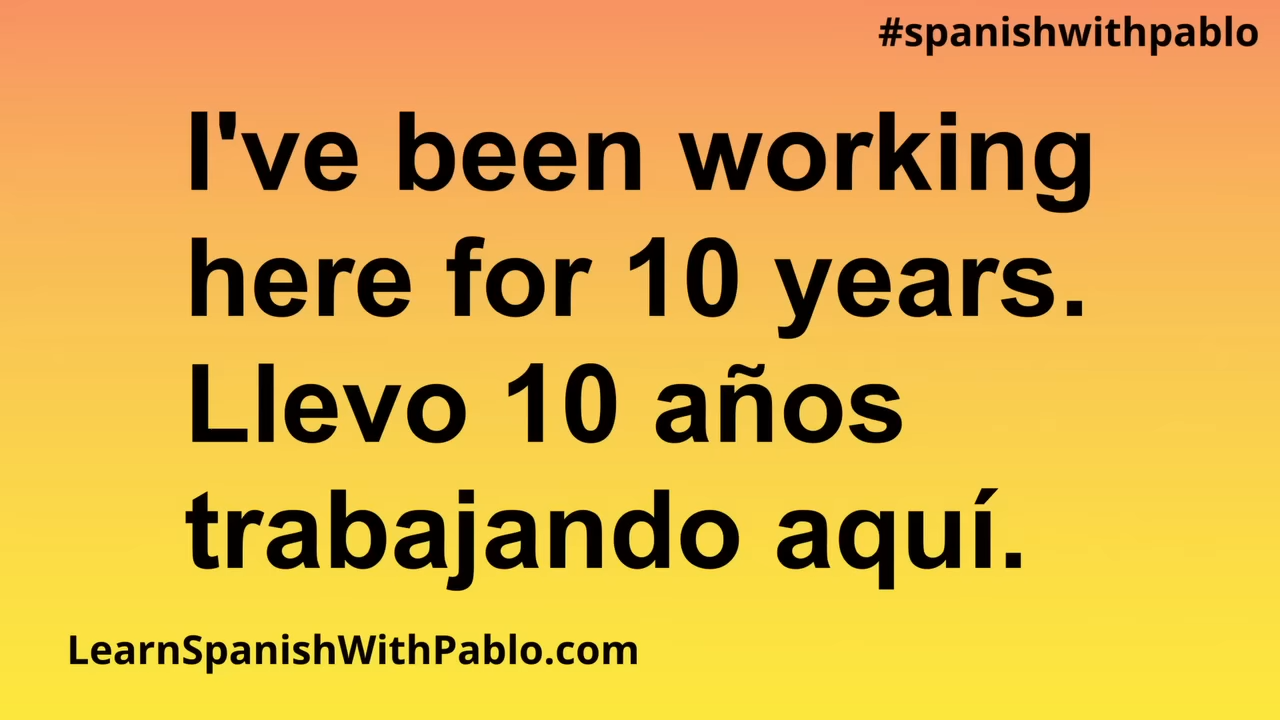 #spanishwithpablo
I've been working
here for 10 years.
Llevo 10 años
trabajando aquí.
LearnSpanishWithPablo.com